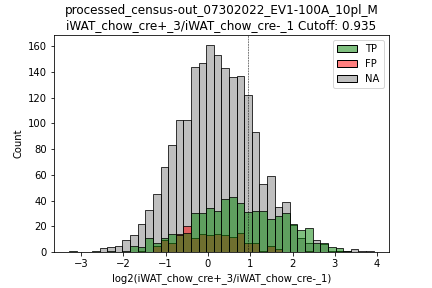 processed_census-out_07302022_EV1-100A_10pl_M
iWAT_chow_cre+_3/iWAT_chow_cre-_1 Cutoff: 0.935
160
140
120
100
80
60
40
20
0
Count
TP
FP
NA
−3 −2 −1 0 1 2 3 4
log2(iWAT_chow_cre+_3/iWAT_chow_cre-_1)